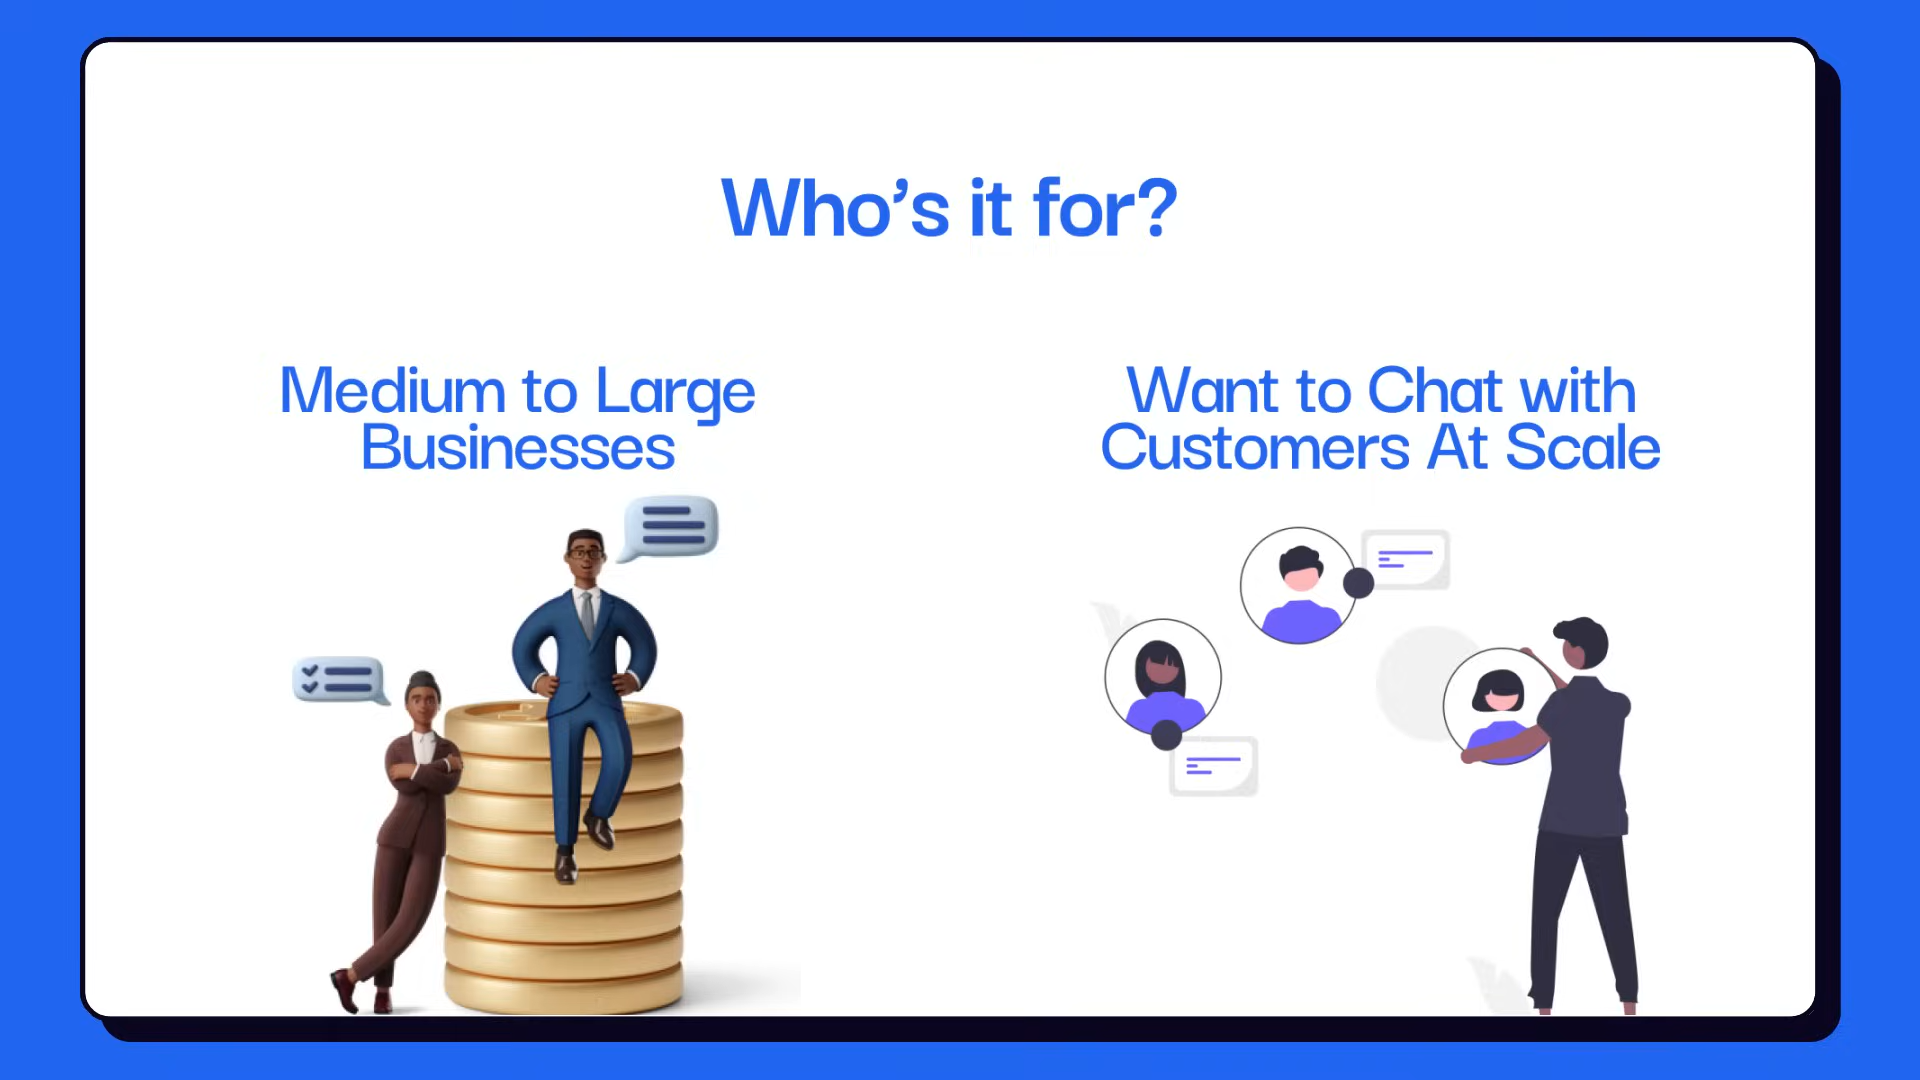 Who’s it for?
Medium to Large
Businesses
Want to Chat with
Customers At Scale